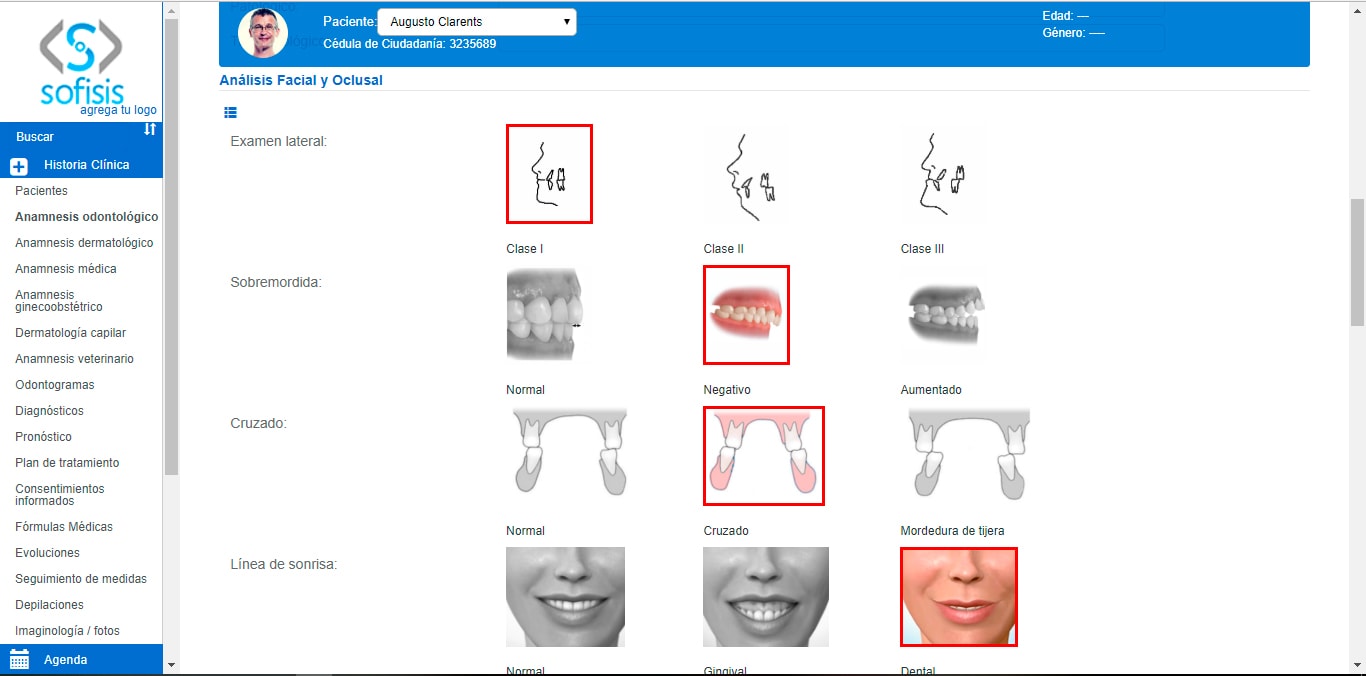 sofisis
agrega tu logo
Buscar
Historia Clínica
Pacientes
Anamnesis odontológico
Anamnesis dermatológico
Anamnesis médica
Anamnesis
ginecoobstétrico
Dermatología capilar
Anamnesis veterinario
Odontogramas
Diagnósticos
Pronóstico
Plan de tratamiento
Consentimientos
informados
Fórmulas Médicas
Evoluciones
Seguimiento de medidas
Depilaciones
Imaginología / fotos
Agenda
Paciente: Augusto Clarents
Cédula de Ciudadanía: 3235689
Edad: —
Género: —-
Análisis Facial y Oclusal
Examen lateral:
Clase I Clase II Clase III
Sobremordida:
Normal Negativo Aumentado
Cruzado:
Normal Cruzado Mordedura de tijera
Línea de sonrisa:
Normal Gingival Dental